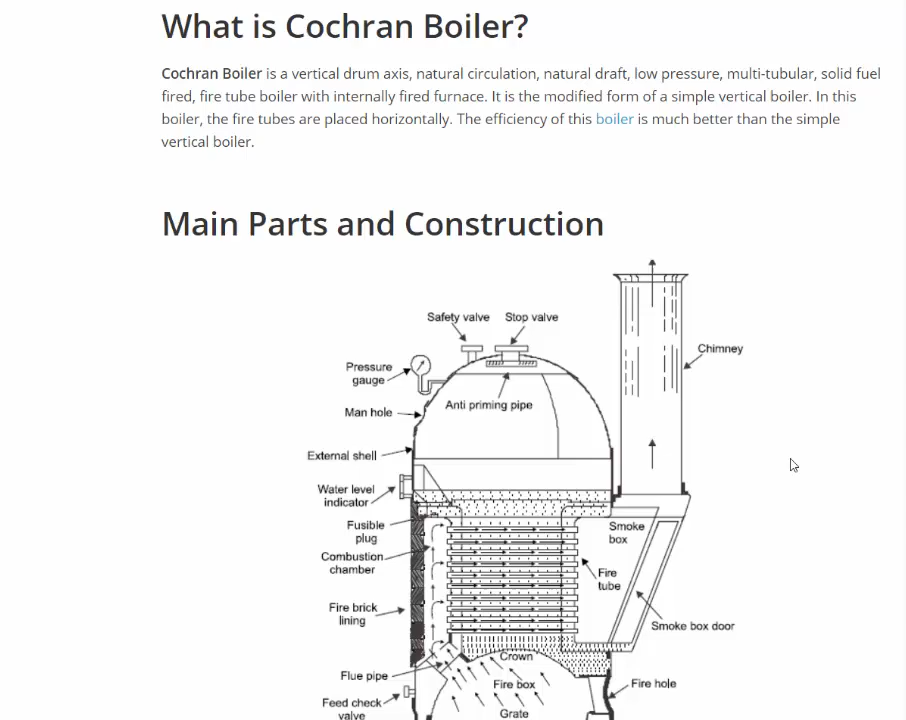 What is Cochran Boiler?
Cochran Boiler is a vertical drum axis, natural circulation, natural draft, low pressure, multi-tubular, solid fuel
fired, fire tube boiler with internally fired furnace. It is the modified form of a simple vertical boiler. In this
boiler, the fire tubes are placed horizontally. The efficiency of this boiler is much better than the simple
vertical boiler.
Main Parts and Construction
Safety valve
Stop valve
Chimney
Pressure
gauge
Anti priming pipe
Man hole
External shell
Water level
indicator
Fusible
plug
Smoke
box
Combustion
chamber
Fire
tube
Fire brick
lining
Smoke box door
Crown
Flue pipe
Fire box
Fire hole
Feed check
valve
Grate